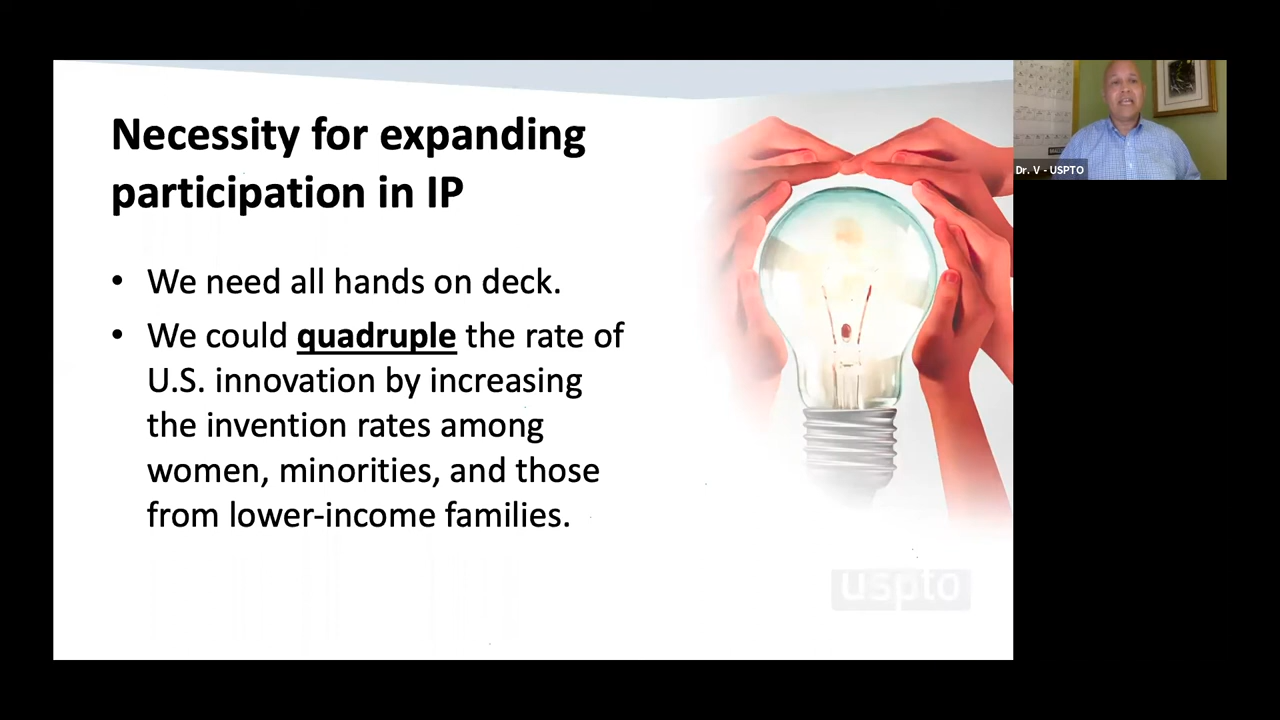 Necessity for expanding
participation in IP
• We need all hands on deck.
• We could quadruple the rate of
U.S. innovation by increasing
the invention rates among
women, minorities, and those
from lower-income families.
uspto
Dr. V - USPTO